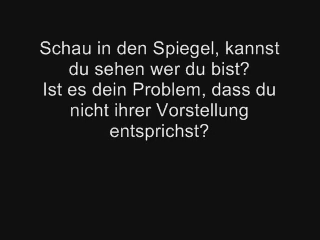 Schau in den Spiegel, kannst
du sehen wer du bist?
Ist es dein Problem, dass du
nicht ihrer Vorstellung
entsprichst?